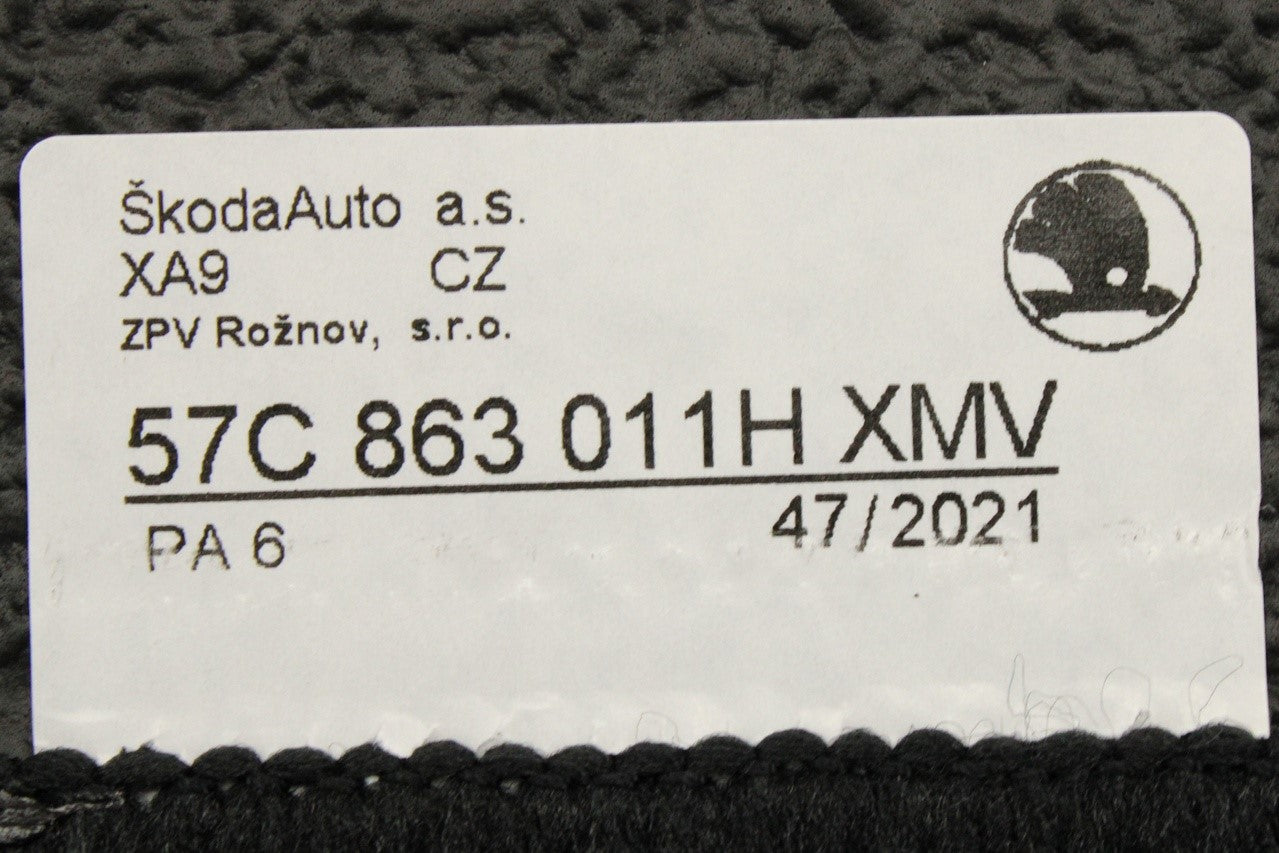 ŠkodaAuto a.s.
XA9 CZ
ZPV Rožnov, s.r.o.
57C 863 011H XMV
PA 6 47/2021